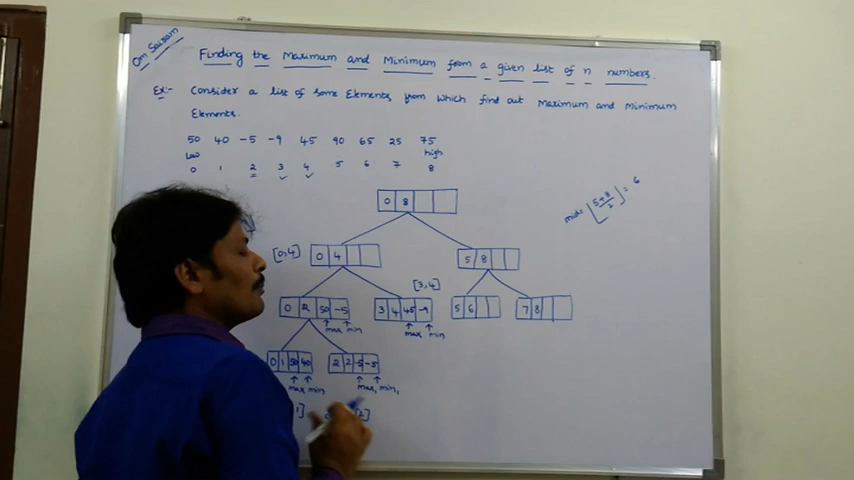 Om Sairam
Finding the Maximum and Minimum from a given list of n numbers.
Ex:- Consider a list of some Elements from which find out Maximum and Minimum
Elements.
50 40 -5 -9 45 90 65 25 75
Low high
0 1 2 3 4 5 6 7 8
mid= ⌊5+8/2⌋ = 6
0 8
[0,4] 0 4 5 8
[3,4]
0 2 50 -5 3 4 45 -9 5 6 7 8
max min max min
0 1 50 40 2 2 -5 -5
max min max, min,
1] [2]